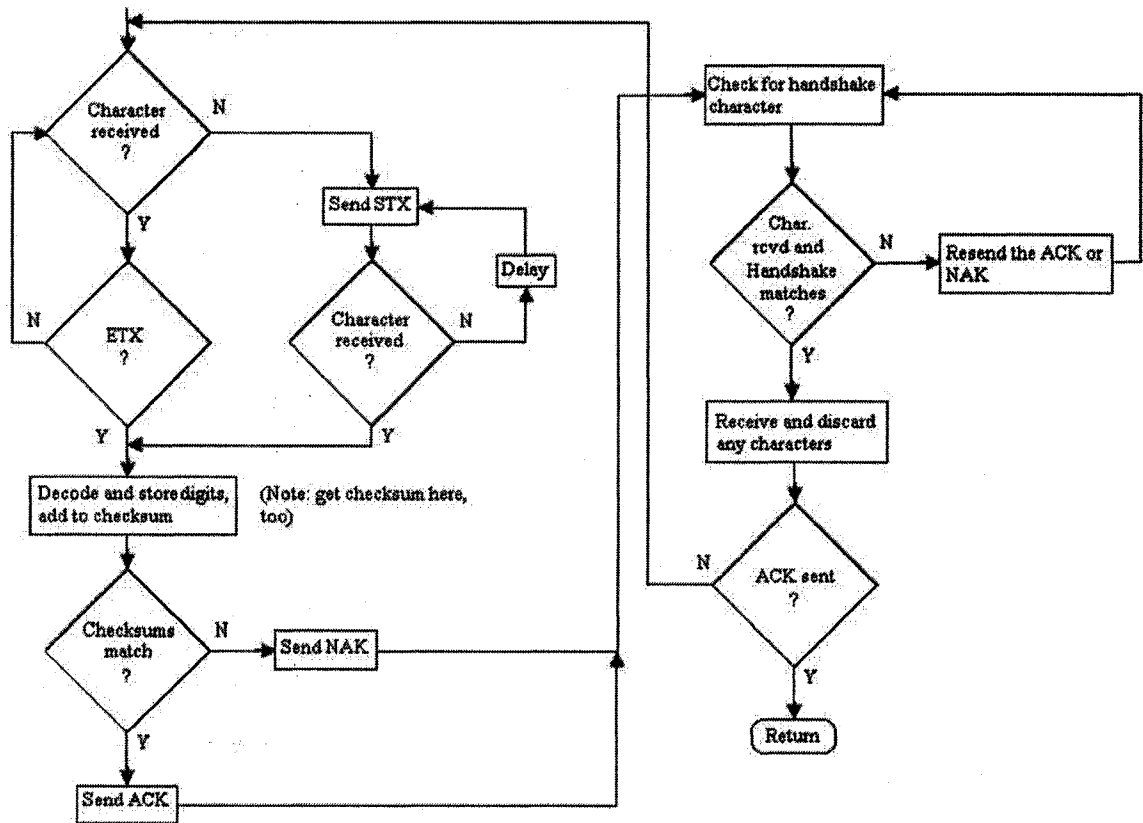 Character
received
?
N
Y
Send STX
Delay
Character
received
?
N
Y
ETX
?
N
Y
Decode and store digits,
add to checksum
(Note: get checksum here,
too)
Checksums
match
?
N
Send NAK
Y
Send ACK
Check for handshake
character
Char.
rcvd and
Handshake
matches
?
N
Resend the ACK or
NAK
Y
Receive and discard
any characters
ACK sent
?
N
Y
Return